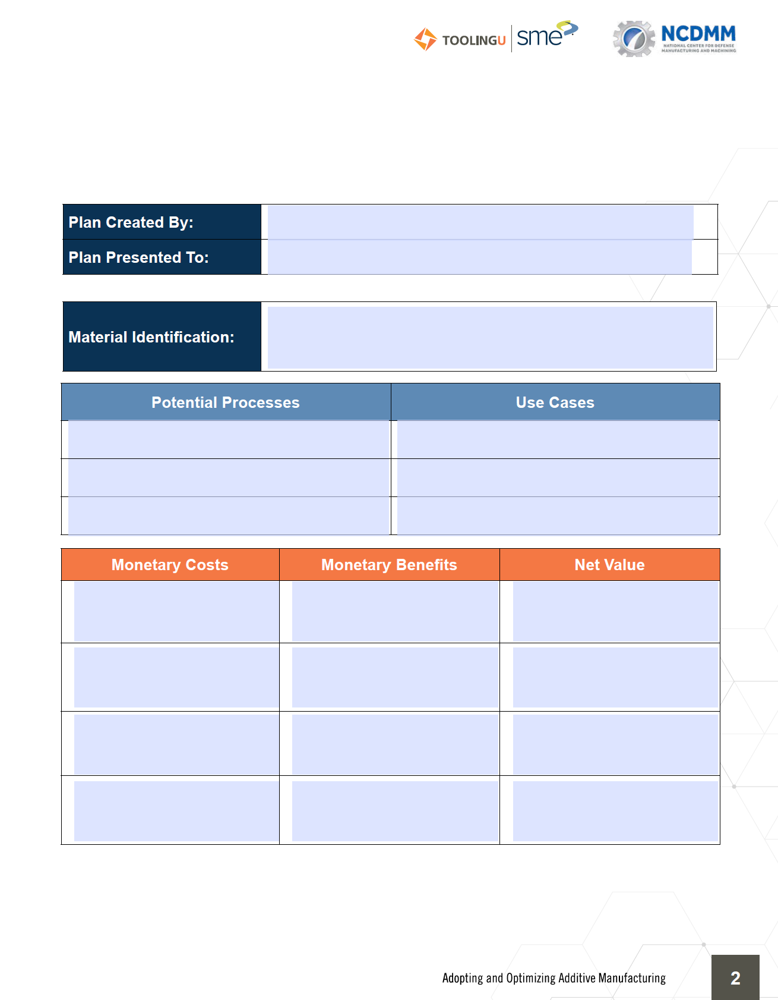 TOOLINGU sme NCDMM
NATIONAL CENTER FOR DEFENSE
MANUFACTURING AND MACHINING
Plan Created By:
Plan Presented To:
Material Identification:
Potential Processes Use Cases
Monetary Costs Monetary Benefits Net Value
Adopting and Optimizing Additive Manufacturing 2